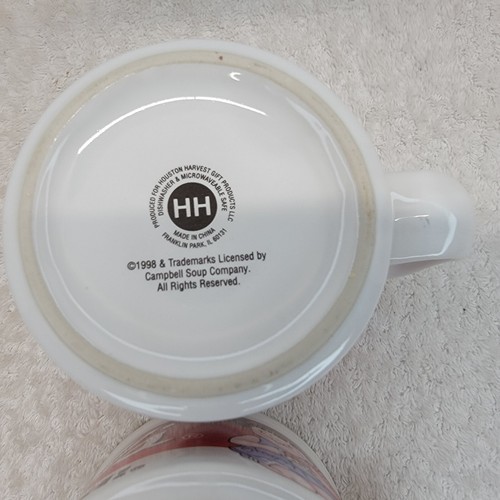 PRODUCED FOR HOUSTON HARVEST GIFT PRODUCTS LLC
DISHWASHER & MICROWAVEABLE SAFE
HH
MADE IN CHINA
FRANKLIN PARK, IL 60131
©1998 & Trademarks Licensed by
Campbell Soup Company.
All Rights Reserved.